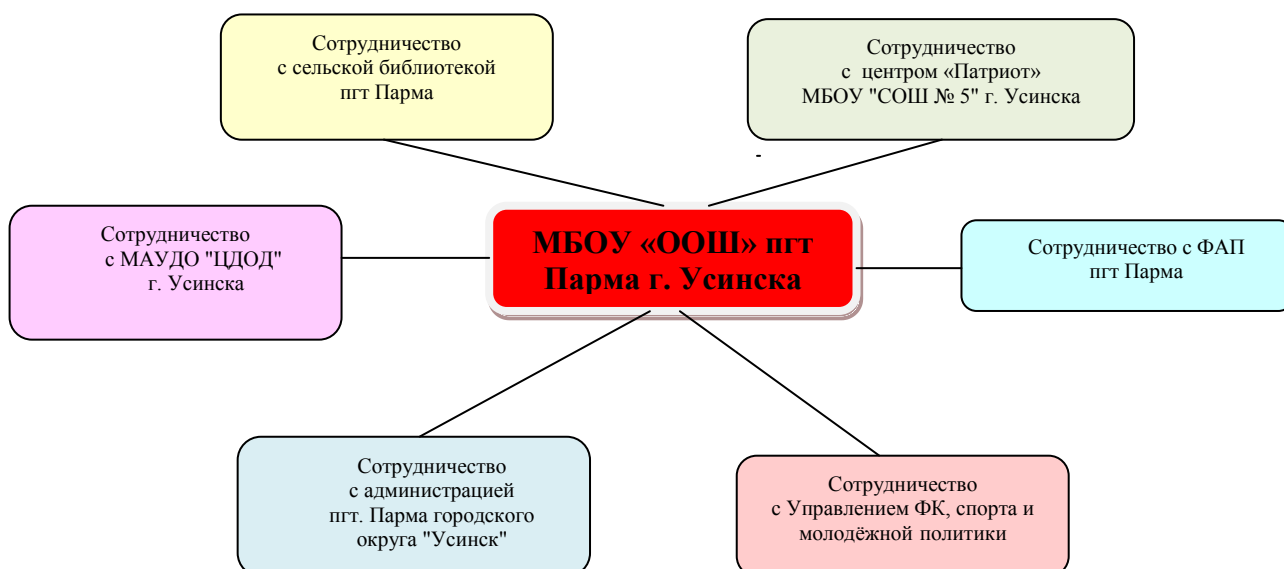 Сотрудничество
с сельской библиотекой
пгт Парма
Сотрудничество
с центром «Патриот»
МБОУ "СОШ № 5" г. Усинска
-
Сотрудничество
с МАУДО "ЦДОД"
г. Усинска
МБОУ «ООШ» пгт
Парма г. Усинска
Сотрудничество с ФАП
пгт Парма
Сотрудничество
с администрацией
пгт. Парма городского
округа "Усинск"
Сотрудничество
с Управлением ФК, спорта и
молодёжной политики